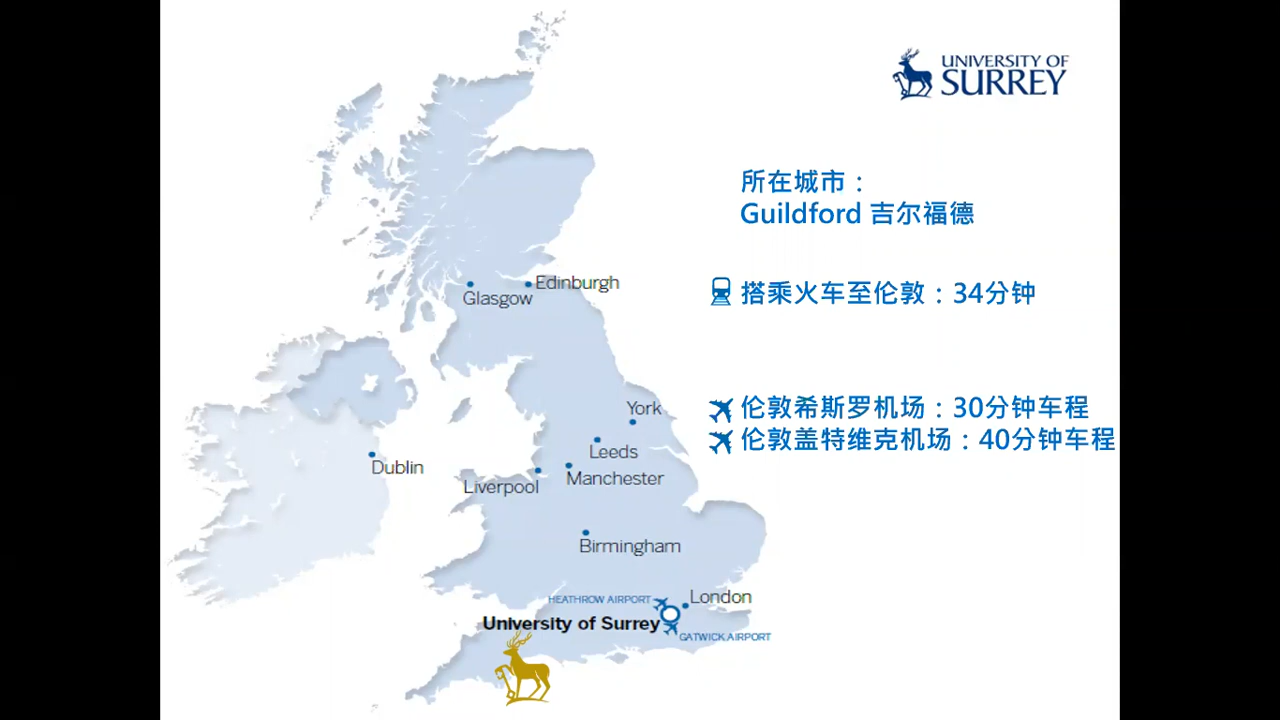 UNIVERSITY OF
SURREY
所在城市：
Guildford 吉尔福德
搭乘火车至伦敦：34分钟
伦敦希斯罗机场：30分钟车程
伦敦盖特维克机场：40分钟车程
Edinburgh
Glasgow
York
Leeds
Dublin
Manchester
Liverpool
Birmingham
London
HEATHROW AIRPORT
University of Surrey
GATWICK AIRPORT